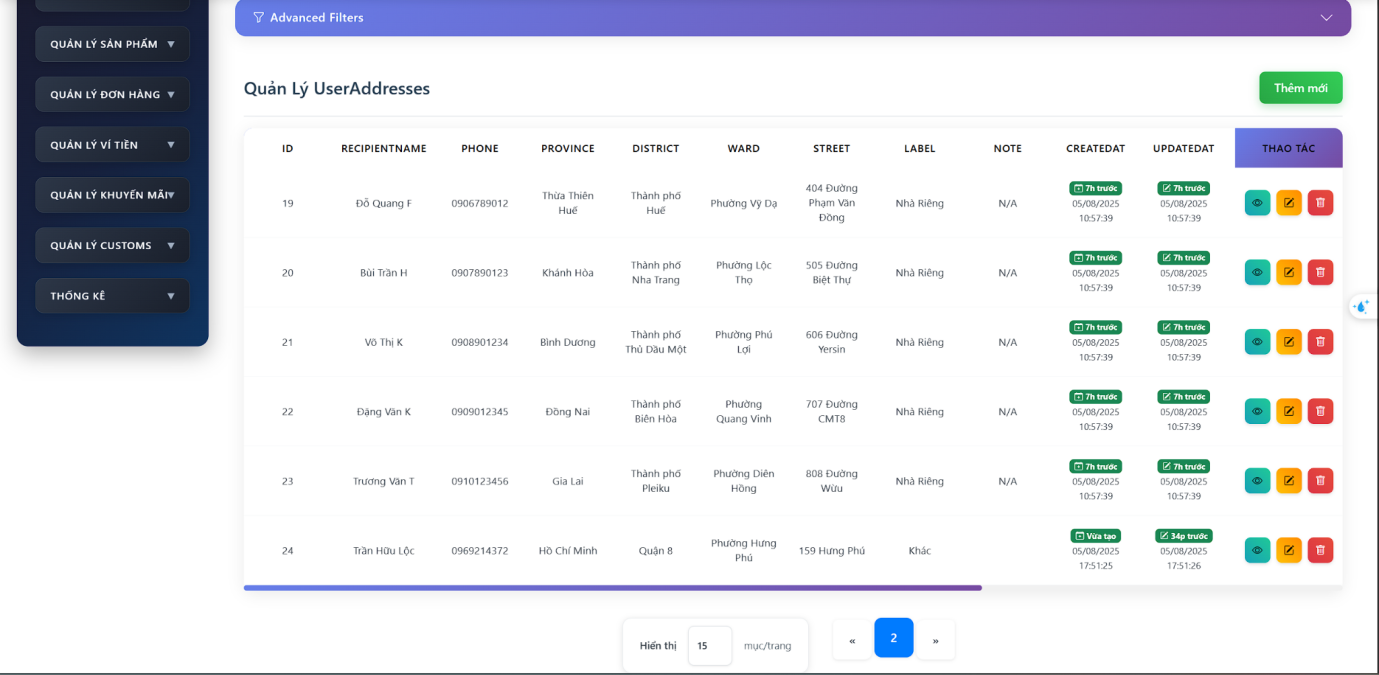 Advanced Filters
QUẢN LÝ SẢN PHẨM ▼
QUẢN LÝ ĐƠN HÀNG ▼
QUẢN LÝ VÍ TIỀN ▼
QUẢN LÝ KHUYẾN MÃI▼
QUẢN LÝ CUSTOMS ▼
THỐNG KÊ ▼
Quản Lý UserAddresses
Thêm mới
ID RECIPIENTNAME PHONE PROVINCE DISTRICT WARD STREET LABEL NOTE CREATEDAT UPDATEDAT THAO TÁC
19 Đỗ Quang F 0906789012 Thừa Thiên Huế Thành phố Huế Phường Vỹ Dạ 404 Đường Phạm Văn Đồng Nhà Riêng N/A 7h trước 05/08/2025 10:57:39 7h trước 05/08/2025 10:57:39
20 Bùi Trần H 0907890123 Khánh Hòa Thành phố Nha Trang Phường Lộc Thọ 505 Đường Biệt Thự Nhà Riêng N/A 7h trước 05/08/2025 10:57:39 7h trước 05/08/2025 10:57:39
21 Võ Thị K 0908901234 Bình Dương Thành phố Thủ Dầu Một Phường Phú Lợi 606 Đường Yersin Nhà Riêng N/A 7h trước 05/08/2025 10:57:39 7h trước 05/08/2025 10:57:39
22 Đặng Văn K 0909012345 Đồng Nai Thành phố Biên Hòa Phường Quang Vinh 707 Đường CMT8 Nhà Riêng N/A 7h trước 05/08/2025 10:57:39 7h trước 05/08/2025 10:57:39
23 Trương Văn T 0910123456 Gia Lai Thành phố Pleiku Phường Diên Hồng 808 Đường Wừu Nhà Riêng N/A 7h trước 05/08/2025 10:57:39 7h trước 05/08/2025 10:57:39
24 Trần Hữu Lộc 0969214372 Hồ Chí Minh Quận 8 Phường Hưng Phú 159 Hưng Phú Khác Vừa tạo 05/08/2025 17:51:25 34p trước 05/08/2025 17:51:26
Hiển thị 15 mục/trang « 2 »